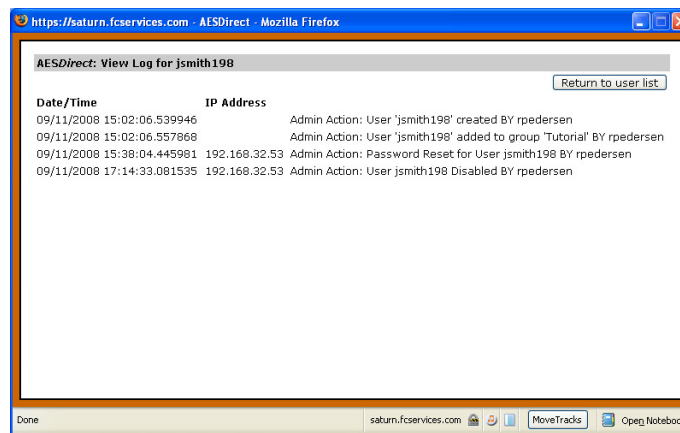 https://saturn.fcservices.com - AESDirect - Mozilla Firefox
AESDirect: View Log for jsmith198
Return to user list
Date/Time IP Address
09/11/2008 15:02:06.539946 Admin Action: User 'jsmith198' created BY rpedersen
09/11/2008 15:02:06.557868 Admin Action: User 'jsmith198' added to group 'Tutorial' BY rpedersen
09/11/2008 15:38:04.445981 192.168.32.53 Admin Action: Password Reset for User jsmith198 BY rpedersen
09/11/2008 17:14:33.081535 192.168.32.53 Admin Action: User jsmith198 Disabled BY rpedersen
Done saturn.fcservices.com MoveTracks Open Noteboo